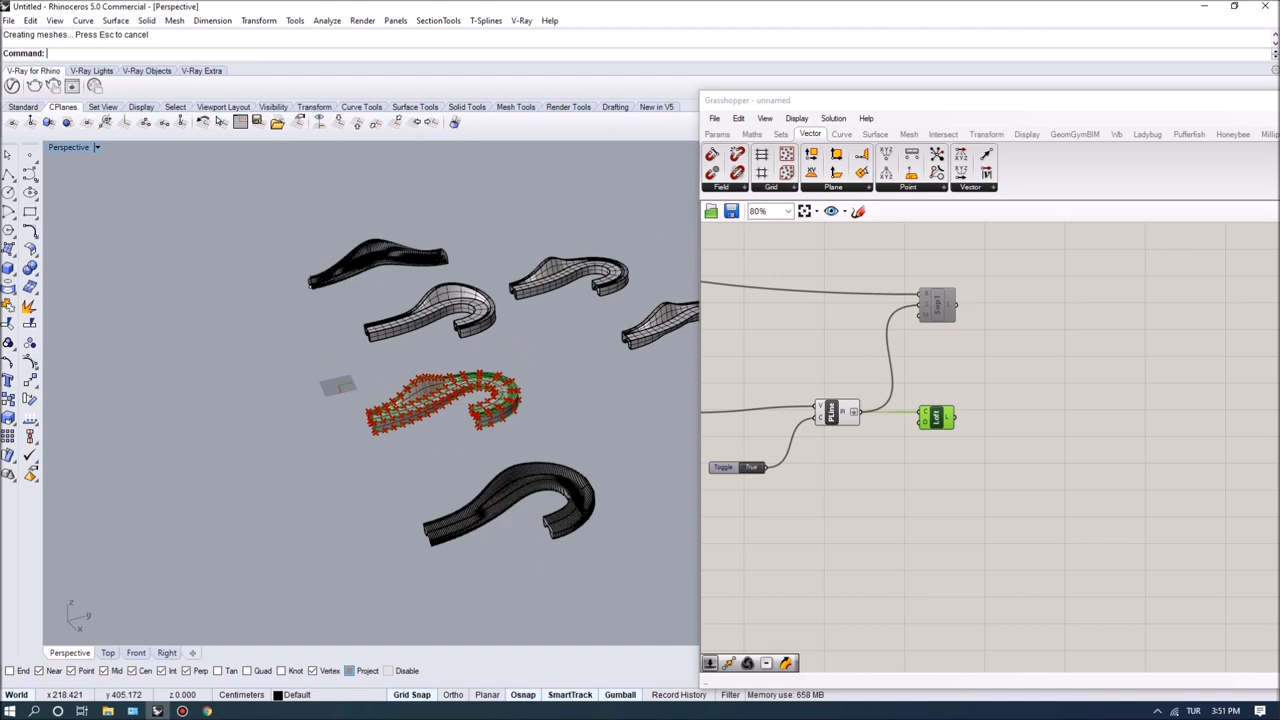 Untitled - Rhinoceros 5.0 Commercial - [Perspective]
File Edit View Curve Surface Solid Mesh Dimension Transform Tools Analyze Render Panels SectionTools T-Splines V-Ray Help
Creating meshes... Press Esc to cancel
Command:
V-Ray for Rhino V-Ray Lights V-Ray Objects V-Ray Extra
Standard CPlanes Set View Display Select Viewport Layout Visibility Transform Curve Tools Surface Tools Solid Tools Mesh Tools Render Tools Drafting New in V5
Perspective
Grasshopper - unnamed
File Edit View Display Solution Help
Params Maths Sets Vector Curve Surface Mesh Intersect Transform Display GeomGymBIM Wb Ladybug Pufferfish Honeybee Millipede
Field Grid Plane Point Vector
80%
Swp1
V
C
PLine
Pl
C
O
Loft
L
Toggle True
z
y
x
Perspective Top Front Right
End Near Point Mid Cen Int Perp Tan Quad Knot Vertex Project Disable
World x 218.421 y 405.172 z 0.000 Centimeters Default Grid Snap Ortho Planar Osnap SmartTrack Gumball Record History Filter Memory use: 658 MB
TUR 3:51 PM